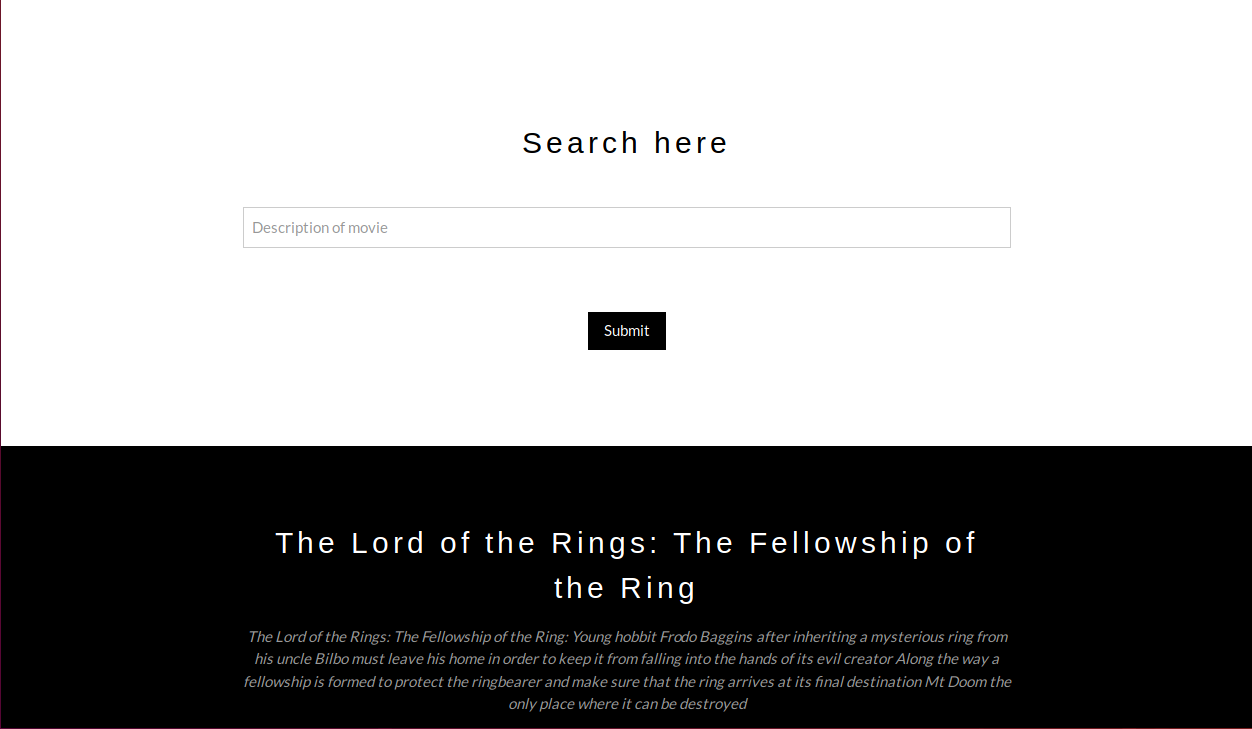 Search here
Description of movie
Submit
The Lord of the Rings: The Fellowship of
the Ring
The Lord of the Rings: The Fellowship of the Ring: Young hobbit Frodo Baggins after inheriting a mysterious ring from
his uncle Bilbo must leave his home in order to keep it from falling into the hands of its evil creator Along the way a
fellowship is formed to protect the ringbearer and make sure that the ring arrives at its final destination Mt Doom the
only place where it can be destroyed